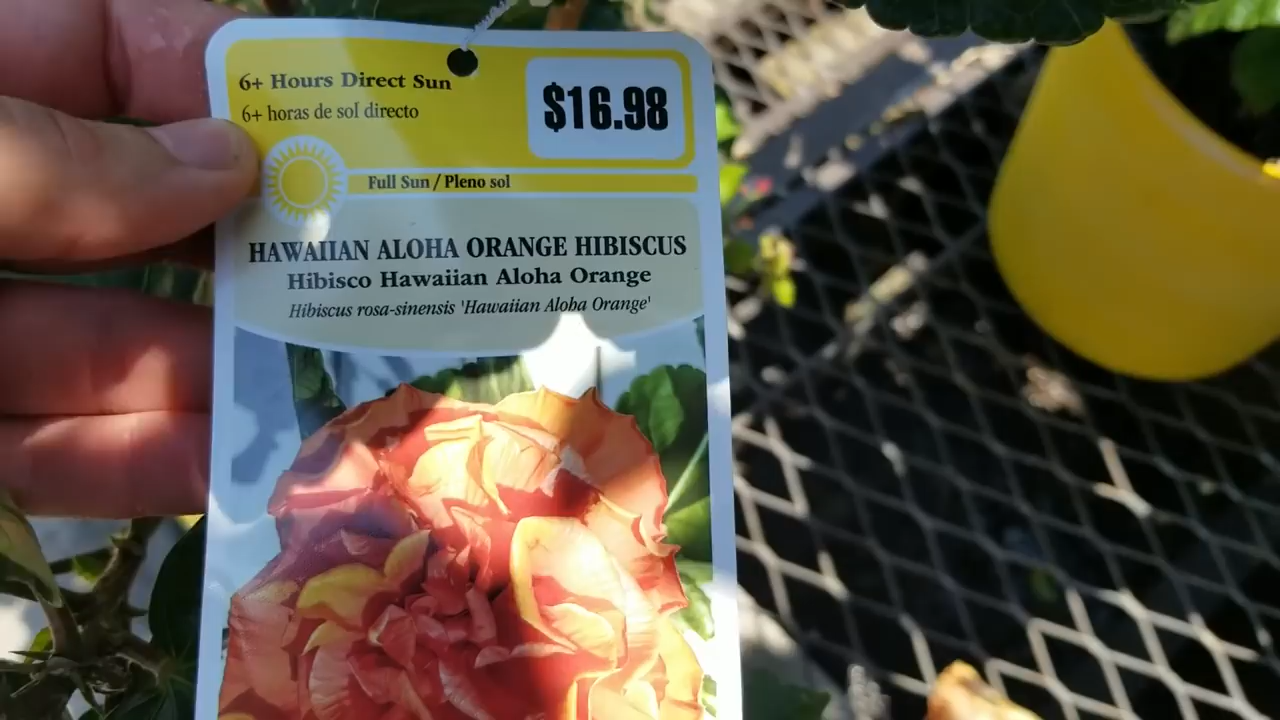 6+ Hours Direct Sun
6+ horas de sol directo
$16.98
Full Sun / Pleno sol
HAWAIIAN ALOHA ORANGE HIBISCUS
Hibisco Hawaiian Aloha Orange
Hibiscus rosa-sinensis 'Hawaiian Aloha Orange'